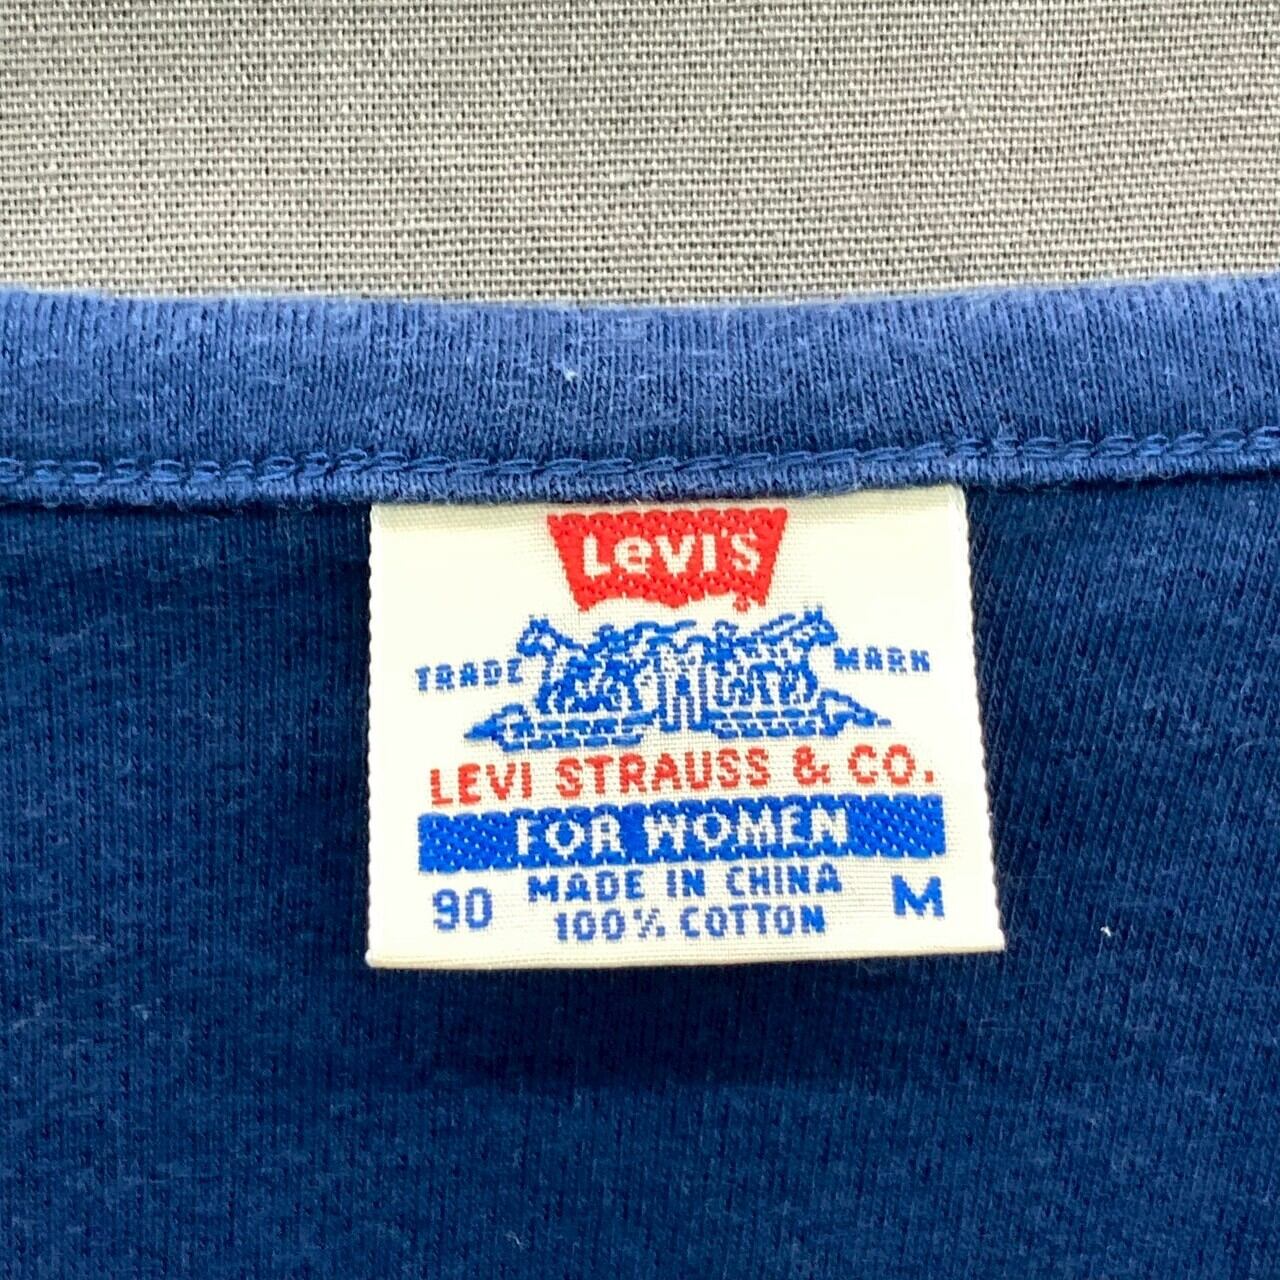 LEVI'S
TRADE MARK
LEVI STRAUSS & CO.
FOR WOMEN
90 MADE IN CHINA M
100% COTTON